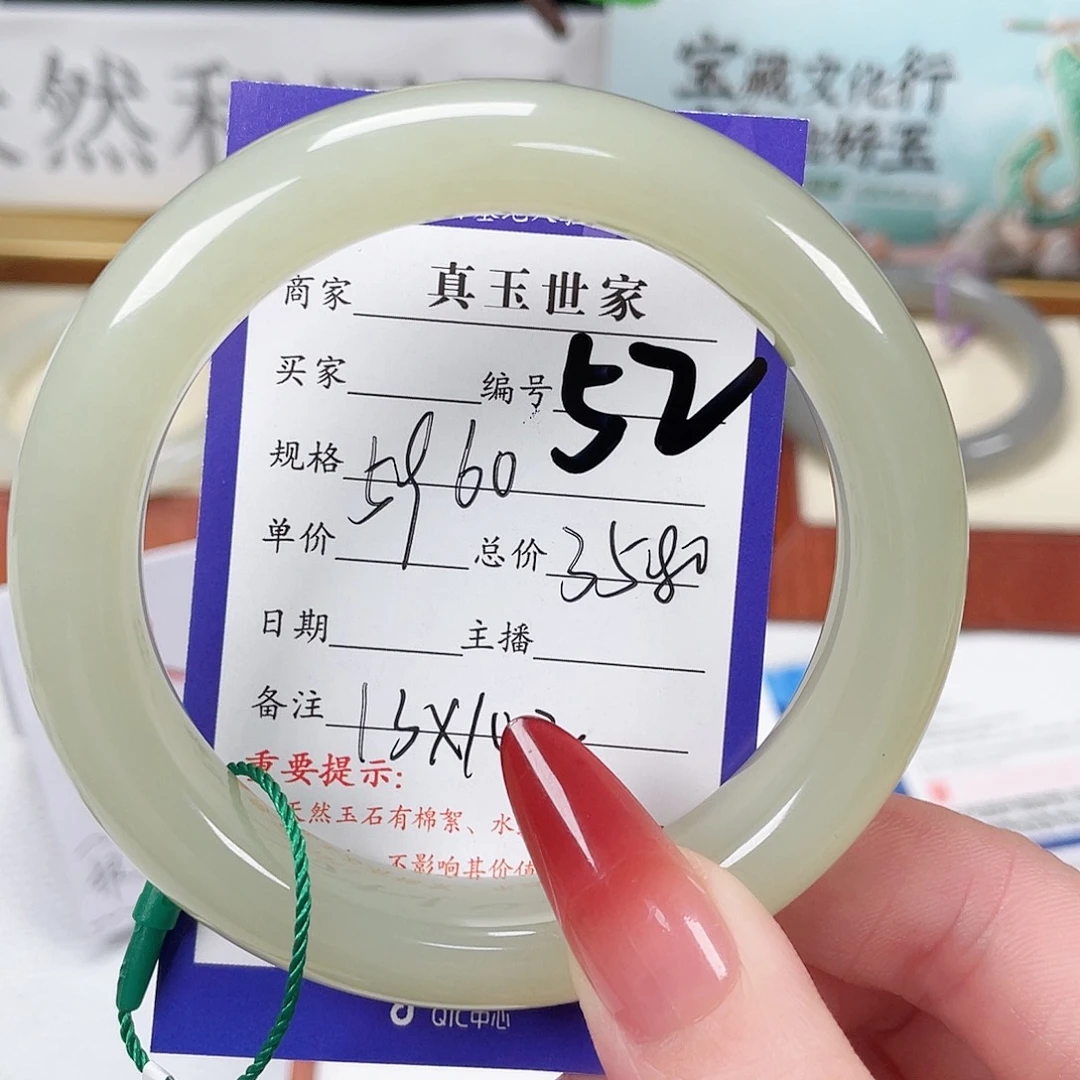 然和
宝藏文化行
商家 真玉世家
买家 编号 52
规格 59 60
单价 总价 3580
日期 主播
备注 13X10
重要提示:
天然玉石有棉絮、水
不影响其价值
QIC中心